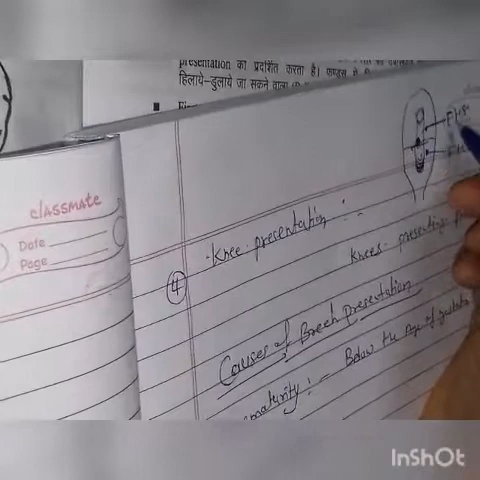 presentation को प्रदर्शित करता है।
हिलाये-डुलाये जा सकने वाला
classmate
Date
Page
④ Knee presentation :-
Knees presenting
Causes of Breech presentation
maturity :- Below the age of
InShOt